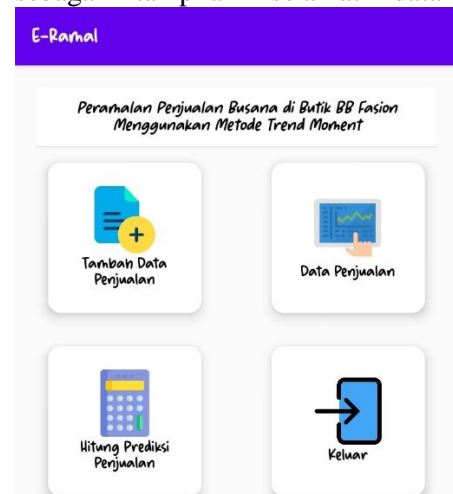 E-Ramal
Peramalan Penjualan Busana di Butik BB Fasion
Menggunakan Metode Trend Moment
Tambah Data
Penjualan
Data Penjualan
Hitung Prediksi
Penjualan
Keluar